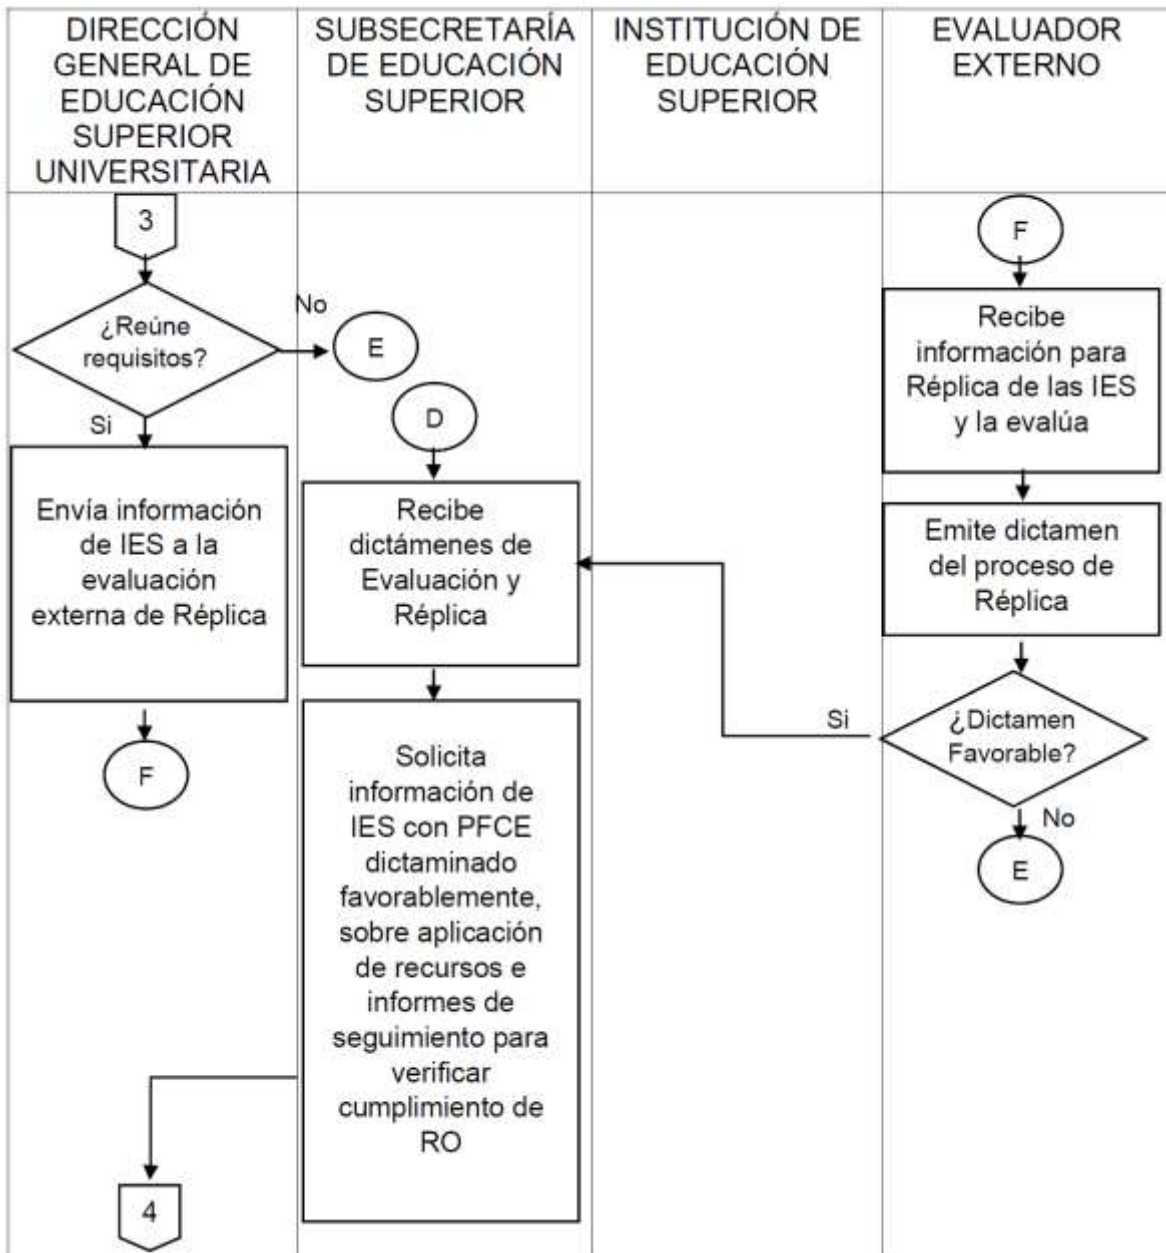 DIRECCIÓN
GENERAL DE
EDUCACIÓN
SUPERIOR
UNIVERSITARIA
SUBSECRETARÍA
DE EDUCACIÓN
SUPERIOR
INSTITUCIÓN DE
EDUCACIÓN
SUPERIOR
EVALUADOR
EXTERNO
3
¿Reúne
requisitos?
No
E
Si
Envía información
de IES a la
evaluación
externa de Réplica
F
D
Recibe
dictámenes de
Evaluación y
Réplica
Solicita
información de
IES con PFCE
dictaminado
favorablemente,
sobre aplicación
de recursos e
informes de
seguimiento para
verificar
cumplimiento de
RO
4
F
Recibe
información para
Réplica de las IES
y la evalúa
Emite dictamen
del proceso de
Réplica
¿Dictamen
Favorable?
Si
No
E